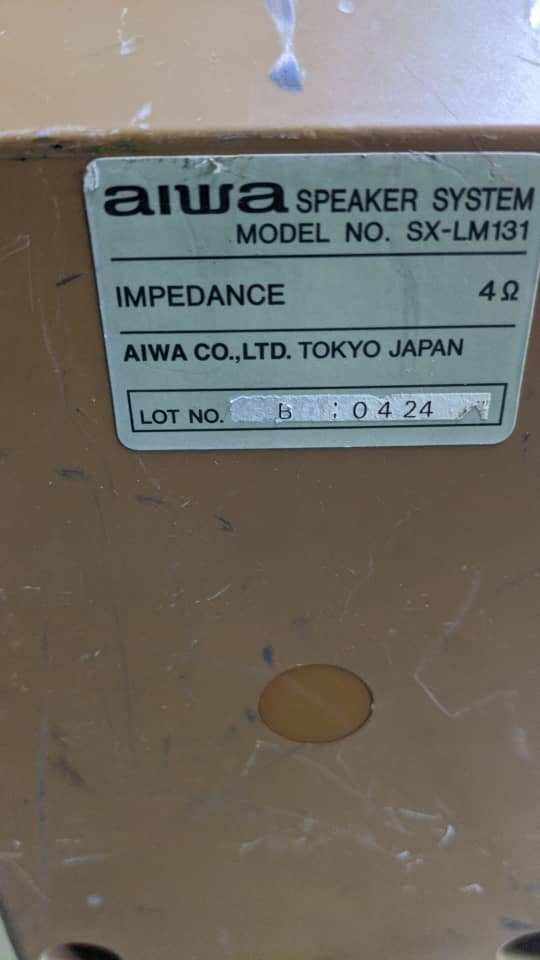 aiwa SPEAKER SYSTEM
MODEL NO. SX-LM131
IMPEDANCE 4Ω
AIWA CO.,LTD. TOKYO JAPAN
LOT NO. 0424